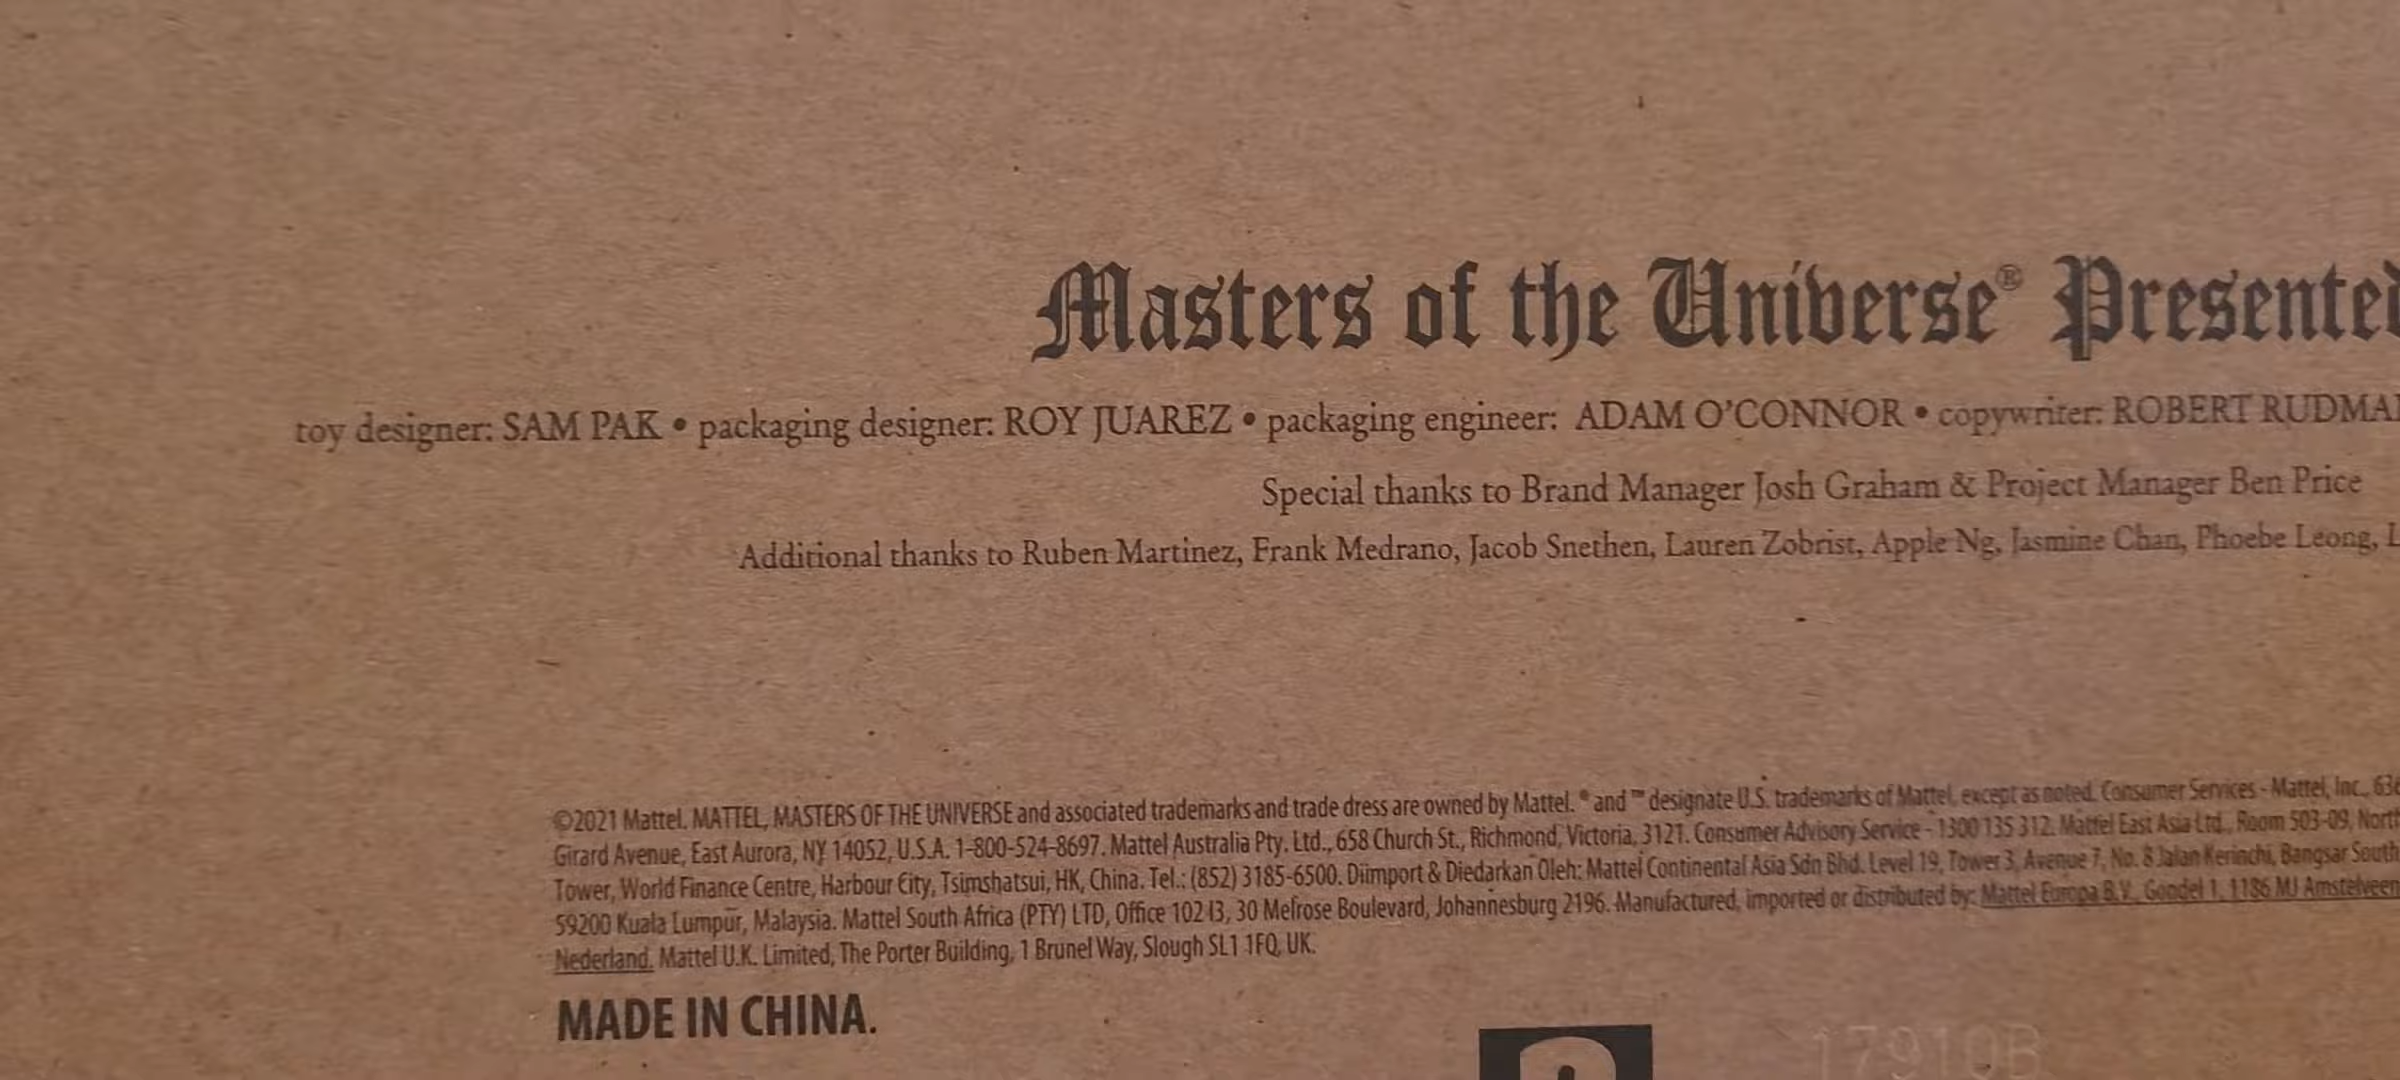 Masters of the Universe® Presented
toy designer: SAM PAK • packaging designer: ROY JUAREZ • packaging engineer: ADAM O'CONNOR • copywriter: ROBERT RUDMA
Special thanks to Brand Manager Josh Graham & Project Manager Ben Price
Additional thanks to Ruben Martinez, Frank Medrano, Jacob Snethen, Lauren Zobrist, Apple Ng, Jasmine Chan, Phoebe Leong, L
©2021 Mattel. MATTEL, MASTERS OF THE UNIVERSE and associated trademarks and trade dress are owned by Mattel. ® and ™ designate U.S. trademarks of Mattel, except as noted. Consumer Services - Mattel, Inc., 636
Girard Avenue, East Aurora, NY 14052, U.S.A. 1-800-524-8697. Mattel Australia Pty. Ltd., 658 Church St., Richmond, Victoria, 3121. Consumer Advisory Service - 1300 135 312. Mattel East Asia Ltd., Room 503-09, North
Tower, World Finance Centre, Harbour City, Tsimshatsui, HK, China. Tel.: (852) 3185-6500. Diimport & Diedarkan Oleh: Mattel Continental Asia Sdn Bhd. Level 19, Tower 3, Avenue 7, No. 8 Jalan Kerinchi, Bangsar South,
59200 Kuala Lumpur, Malaysia. Mattel South Africa (PTY) LTD, Office 102 I3, 30 Melrose Boulevard, Johannesburg 2196. Manufactured, imported or distributed by: Mattel Europa B.V., Gondel 1, 1186 MJ Amstelveen,
Nederland. Mattel U.K. Limited, The Porter Building, 1 Brunel Way, Slough SL1 1FQ, UK.
MADE IN CHINA.
17910B